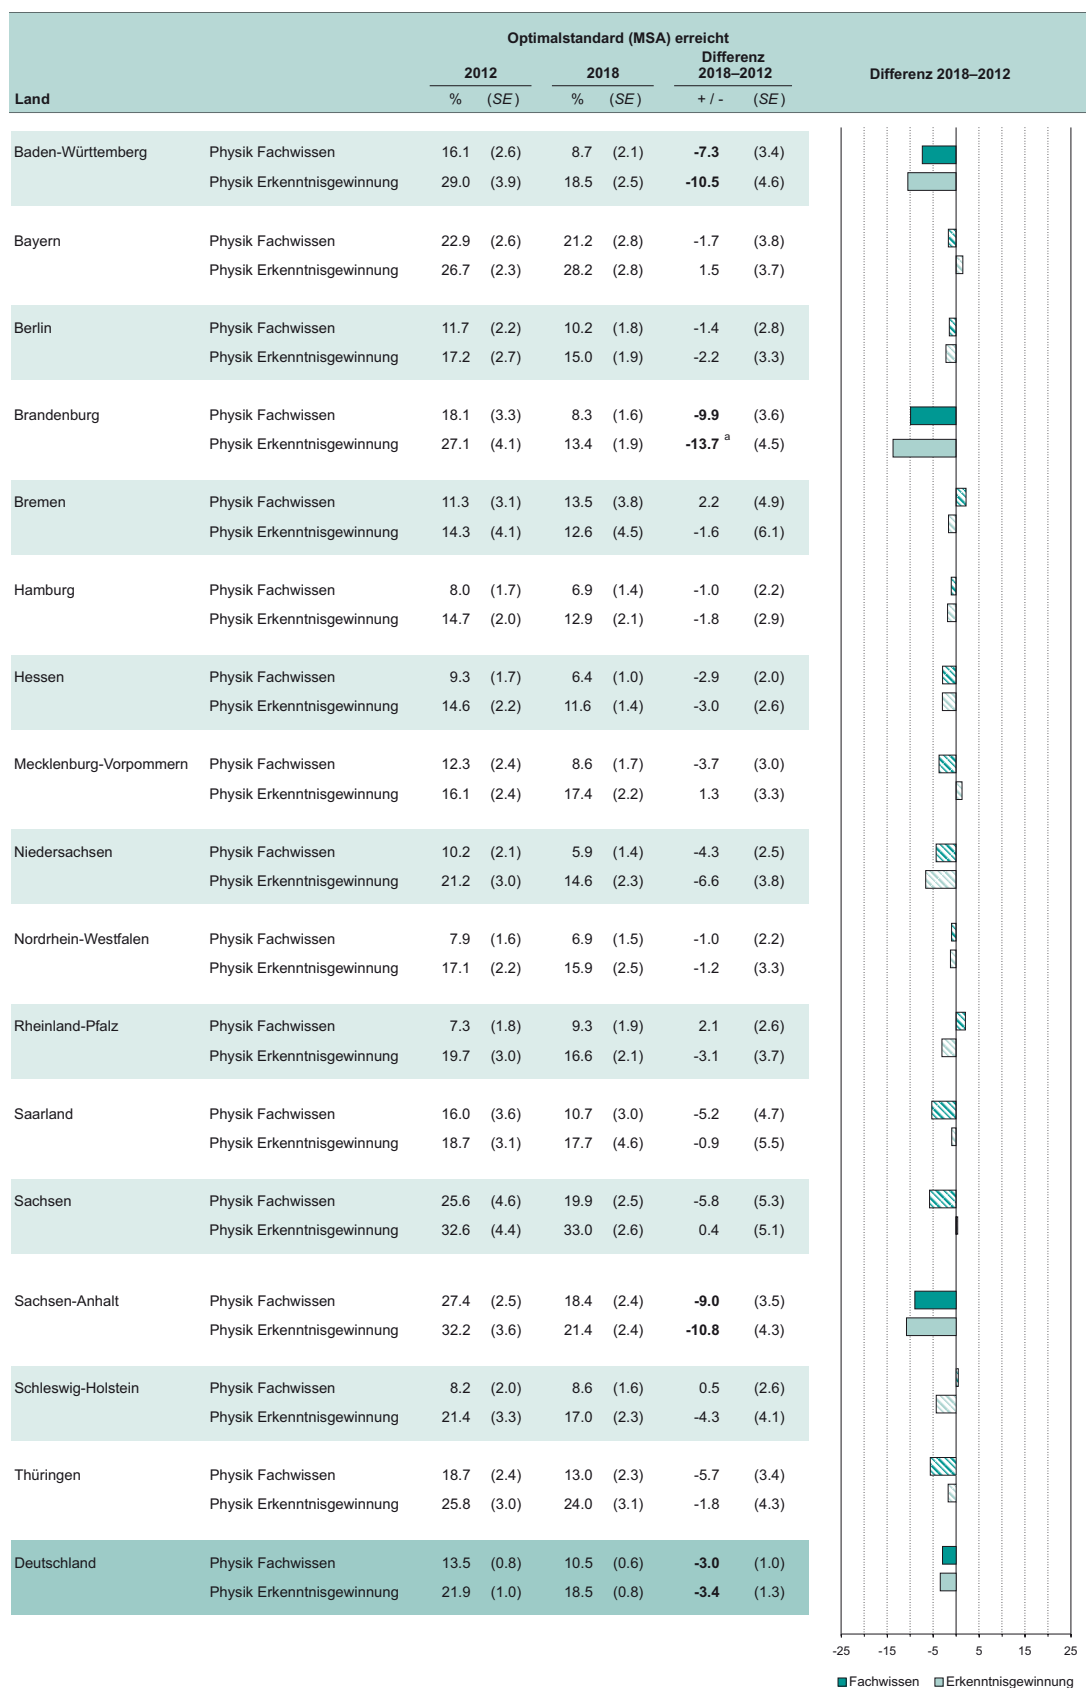 Optimalstandard (MSA) erreicht
2012 2018 Differenz 2018–2012 Differenz 2018–2012
Land % (SE) % (SE) + / - (SE)
Baden-Württemberg Physik Fachwissen 16.1 (2.6) 8.7 (2.1) -7.3 (3.4)
Physik Erkenntnisgewinnung 29.0 (3.9) 18.5 (2.5) -10.5 (4.6)
Bayern Physik Fachwissen 22.9 (2.6) 21.2 (2.8) -1.7 (3.8)
Physik Erkenntnisgewinnung 26.7 (2.3) 28.2 (2.8) 1.5 (3.7)
Berlin Physik Fachwissen 11.7 (2.2) 10.2 (1.8) -1.4 (2.8)
Physik Erkenntnisgewinnung 17.2 (2.7) 15.0 (1.9) -2.2 (3.3)
Brandenburg Physik Fachwissen 18.1 (3.3) 8.3 (1.6) -9.9 (3.6)
Physik Erkenntnisgewinnung 27.1 (4.1) 13.4 (1.9) -13.7 a (4.5)
Bremen Physik Fachwissen 11.3 (3.1) 13.5 (3.8) 2.2 (4.9)
Physik Erkenntnisgewinnung 14.3 (4.1) 12.6 (4.5) -1.6 (6.1)
Hamburg Physik Fachwissen 8.0 (1.7) 6.9 (1.4) -1.0 (2.2)
Physik Erkenntnisgewinnung 14.7 (2.0) 12.9 (2.1) -1.8 (2.9)
Hessen Physik Fachwissen 9.3 (1.7) 6.4 (1.0) -2.9 (2.0)
Physik Erkenntnisgewinnung 14.6 (2.2) 11.6 (1.4) -3.0 (2.6)
Mecklenburg-Vorpommern Physik Fachwissen 12.3 (2.4) 8.6 (1.7) -3.7 (3.0)
Physik Erkenntnisgewinnung 16.1 (2.4) 17.4 (2.2) 1.3 (3.3)
Niedersachsen Physik Fachwissen 10.2 (2.1) 5.9 (1.4) -4.3 (2.5)
Physik Erkenntnisgewinnung 21.2 (3.0) 14.6 (2.3) -6.6 (3.8)
Nordrhein-Westfalen Physik Fachwissen 7.9 (1.6) 6.9 (1.5) -1.0 (2.2)
Physik Erkenntnisgewinnung 17.1 (2.2) 15.9 (2.5) -1.2 (3.3)
Rheinland-Pfalz Physik Fachwissen 7.3 (1.8) 9.3 (1.9) 2.1 (2.6)
Physik Erkenntnisgewinnung 19.7 (3.0) 16.6 (2.1) -3.1 (3.7)
Saarland Physik Fachwissen 16.0 (3.6) 10.7 (3.0) -5.2 (4.7)
Physik Erkenntnisgewinnung 18.7 (3.1) 17.7 (4.6) -0.9 (5.5)
Sachsen Physik Fachwissen 25.6 (4.6) 19.9 (2.5) -5.8 (5.3)
Physik Erkenntnisgewinnung 32.6 (4.4) 33.0 (2.6) 0.4 (5.1)
Sachsen-Anhalt Physik Fachwissen 27.4 (2.5) 18.4 (2.4) -9.0 (3.5)
Physik Erkenntnisgewinnung 32.2 (3.6) 21.4 (2.4) -10.8 (4.3)
Schleswig-Holstein Physik Fachwissen 8.2 (2.0) 8.6 (1.6) 0.5 (2.6)
Physik Erkenntnisgewinnung 21.4 (3.3) 17.0 (2.3) -4.3 (4.1)
Thüringen Physik Fachwissen 18.7 (2.4) 13.0 (2.3) -5.7 (3.4)
Physik Erkenntnisgewinnung 25.8 (3.0) 24.0 (3.1) -1.8 (4.3)
Deutschland Physik Fachwissen 13.5 (0.8) 10.5 (0.6) -3.0 (1.0)
Physik Erkenntnisgewinnung 21.9 (1.0) 18.5 (0.8) -3.4 (1.3)
-25 -15 -5 5 15 25
Fachwissen Erkenntnisgewinnung